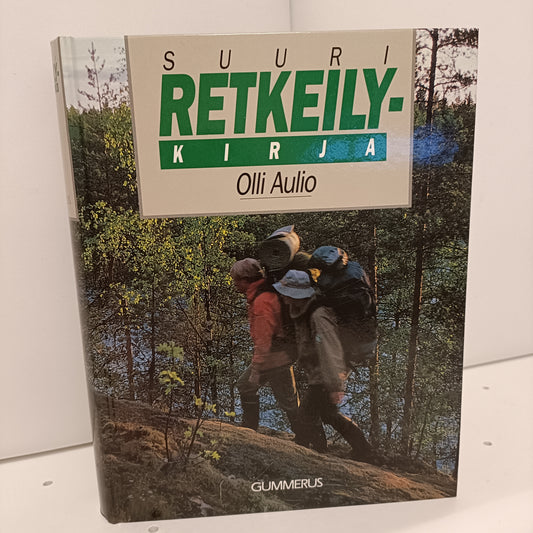 SUURI
RETKEILY-
KIRJA
Olli Aulio
GUMMERUS